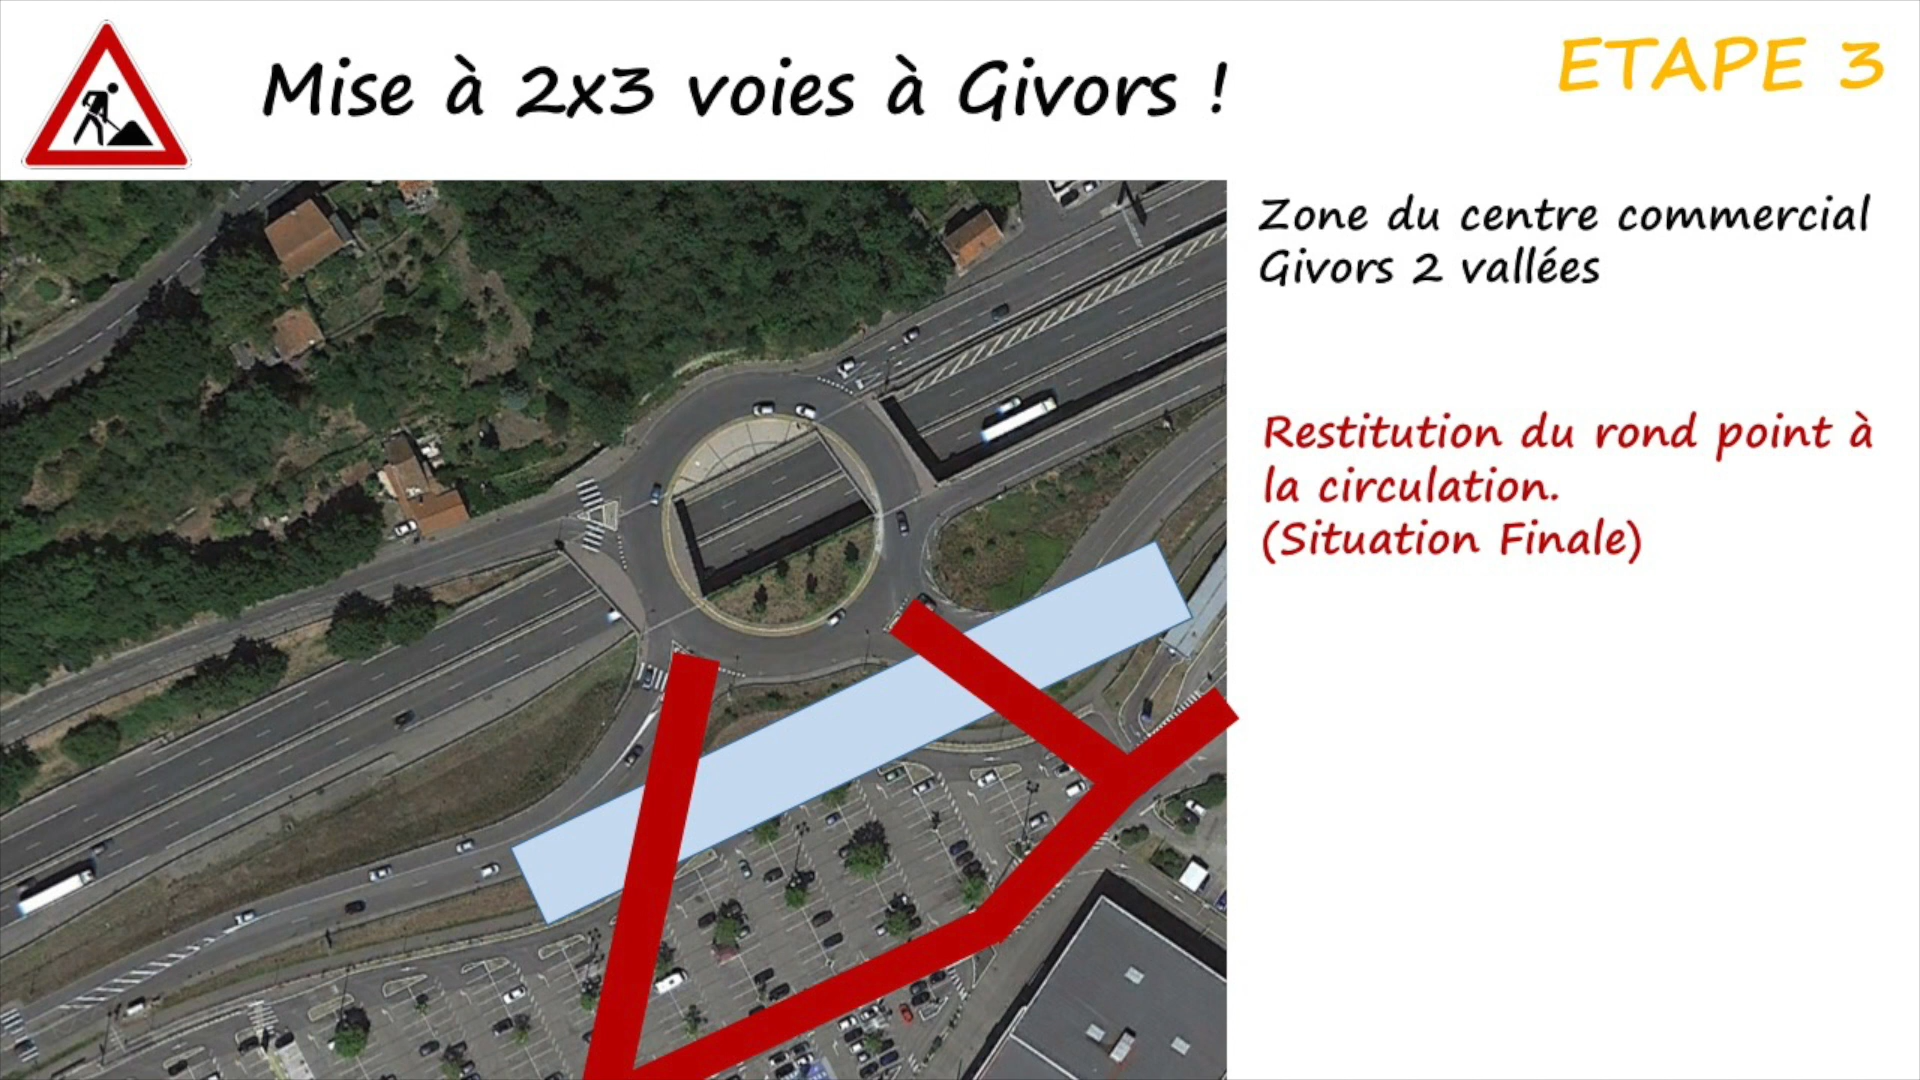 Mise à 2x3 voies à Givors !
ETAPE 3
Zone du centre commercial
Givors 2 vallées
Restitution du rond point à
la circulation.
(Situation Finale)